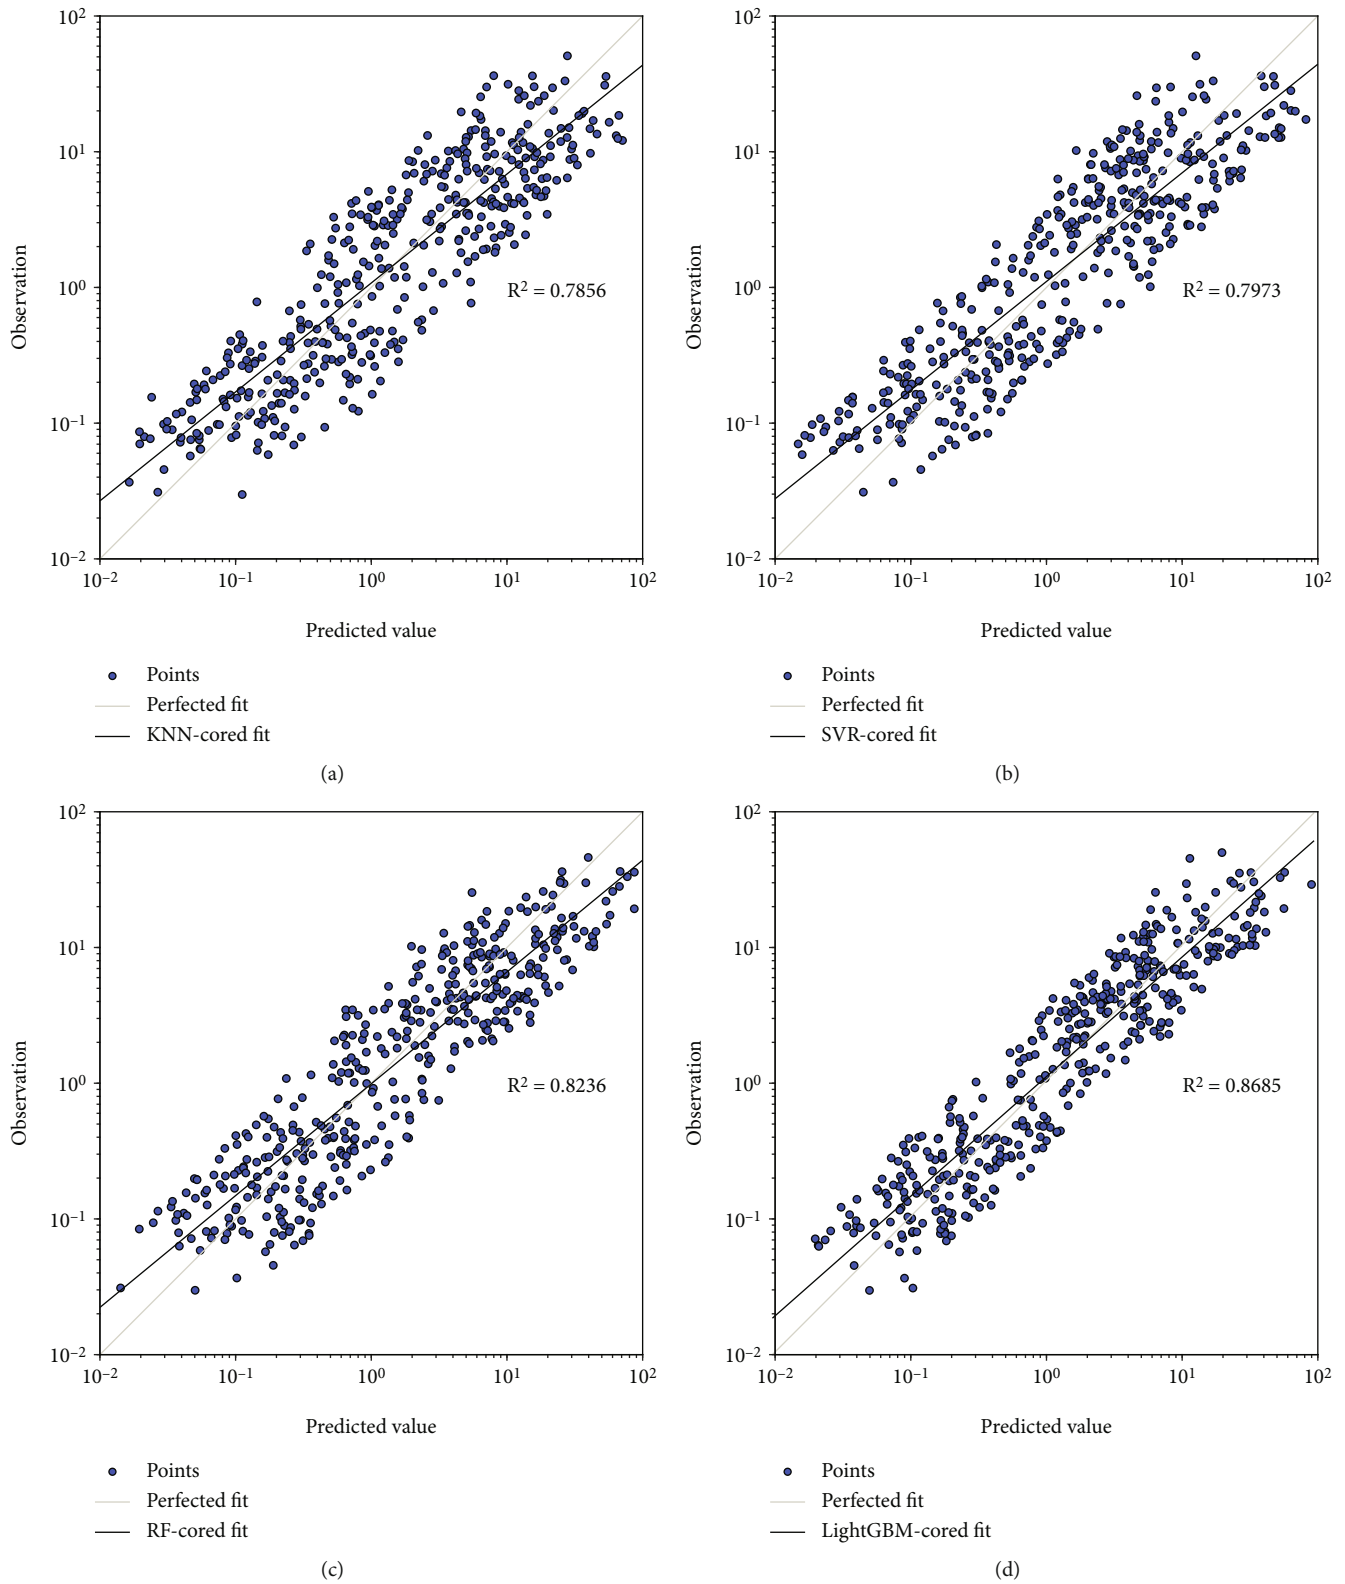 10²
10¹
10⁰
10⁻¹
10⁻²
10⁻²
10⁻¹
10⁰
10¹
10²
Observation
R² = 0.7856
Predicted value
Points
Perfected fit
KNN-cored fit
(a)
10²
10¹
10⁰
10⁻¹
10⁻²
10⁻²
10⁻¹
10⁰
10¹
10²
Observation
R² = 0.7973
Predicted value
Points
Perfected fit
SVR-cored fit
(b)
10²
10¹
10⁰
10⁻¹
10⁻²
10⁻²
10⁻¹
10⁰
10¹
10²
Observation
R² = 0.8236
Predicted value
Points
Perfected fit
RF-cored fit
(c)
10²
10¹
10⁰
10⁻¹
10⁻²
10⁻²
10⁻¹
10⁰
10¹
10²
Observation
R² = 0.8685
Predicted value
Points
Perfected fit
LightGBM-cored fit
(d)